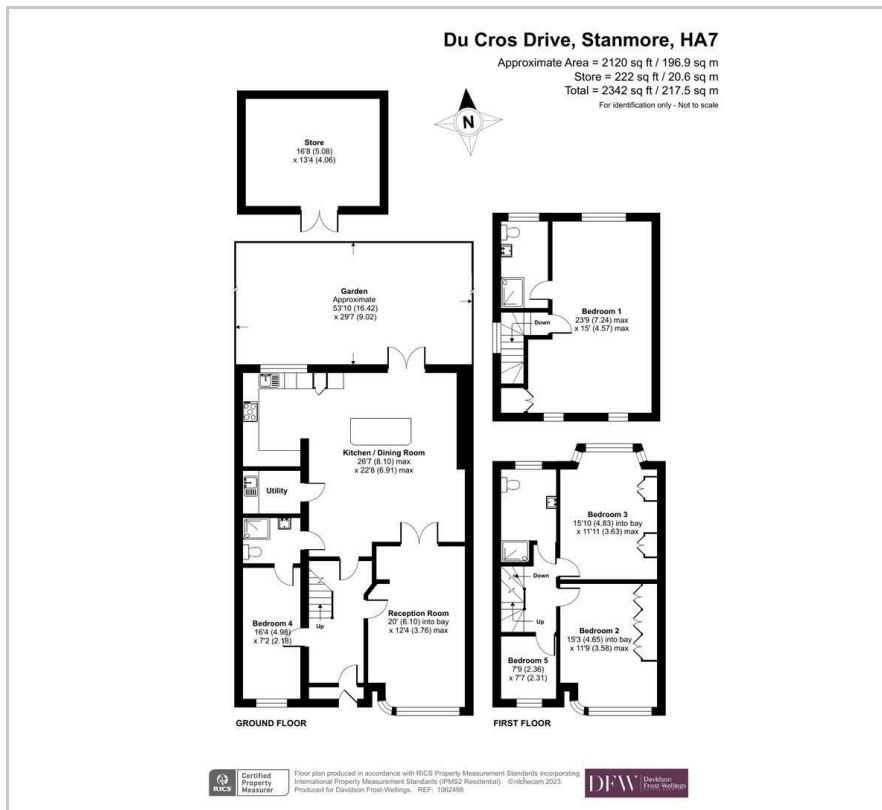 Du Cros Drive, Stanmore, HA7
Approximate Area = 2120 sq ft / 196.9 sq m
Store = 222 sq ft / 20.6 sq m
Total = 2342 sq ft / 217.5 sq m
For identification only - Not to scale
N
Store
16'8 (5.08)
x 13'4 (4.06)
Garden
Approximate
53'10 (16.42)
x 29'7 (9.02)
Kitchen / Dining Room
26'7 (8.10) max
x 22'8 (6.91) max
Utility
Reception Room
20' (6.10) into bay
x 12'4 (3.76) max
Bedroom 4
16'4 (4.98)
x 7'2 (2.18)
Up
GROUND FLOOR
Bedroom 1
23'9 (7.24) max
x 15' (4.57) max
Down
Bedroom 3
15'10 (4.83) into bay
x 11'11 (3.63) max
Down
Up
Bedroom 2
15'3 (4.65) into bay
x 11'9 (3.58) max
Bedroom 5
7'9 (2.36)
x 7'7 (2.31)
FIRST FLOOR
RICS
Certified
Property
Measurer
Floor plan produced in accordance with RICS Property Measurement Standards incorporating
International Property Measurement Standards (IPMS2 Residential). © nichecom 2023.
Produced for Davidson Frost-Wellings. REF: 1062498
DFW
Davidson
Frost-Wellings